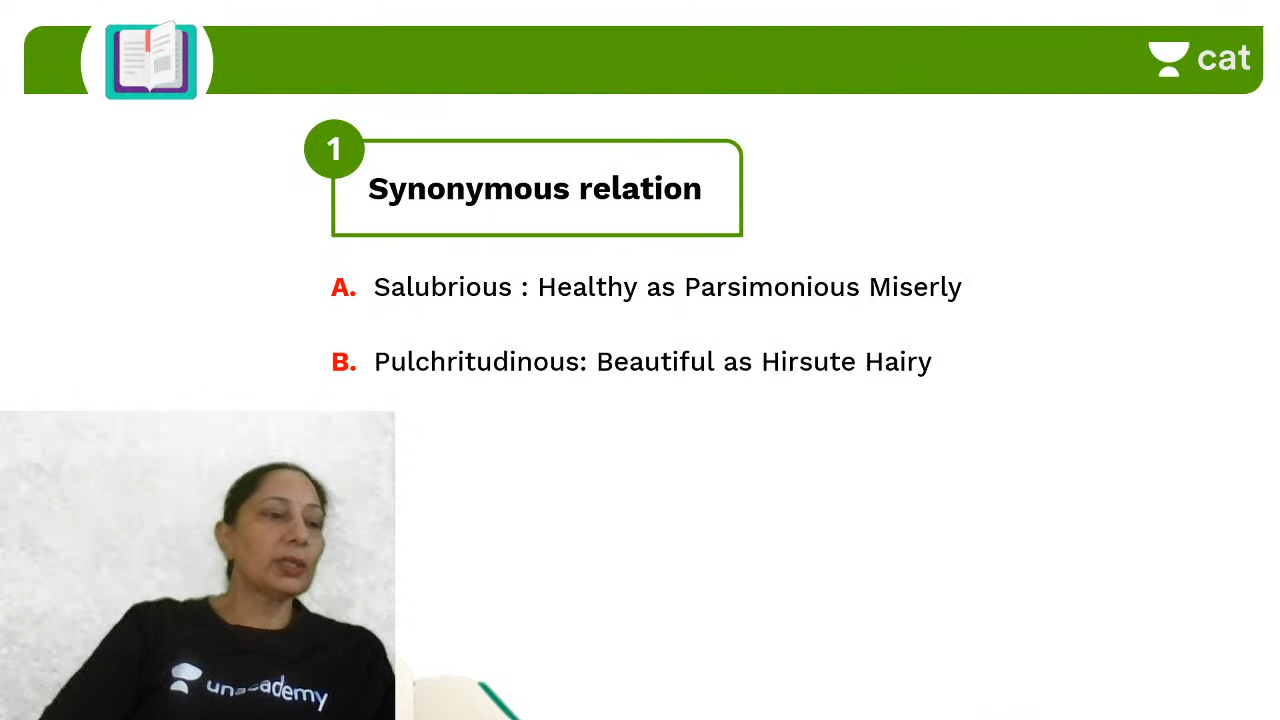 cat
1
Synonymous relation
A. Salubrious : Healthy as Parsimonious Miserly
B. Pulchritudinous: Beautiful as Hirsute Hairy
unacademy